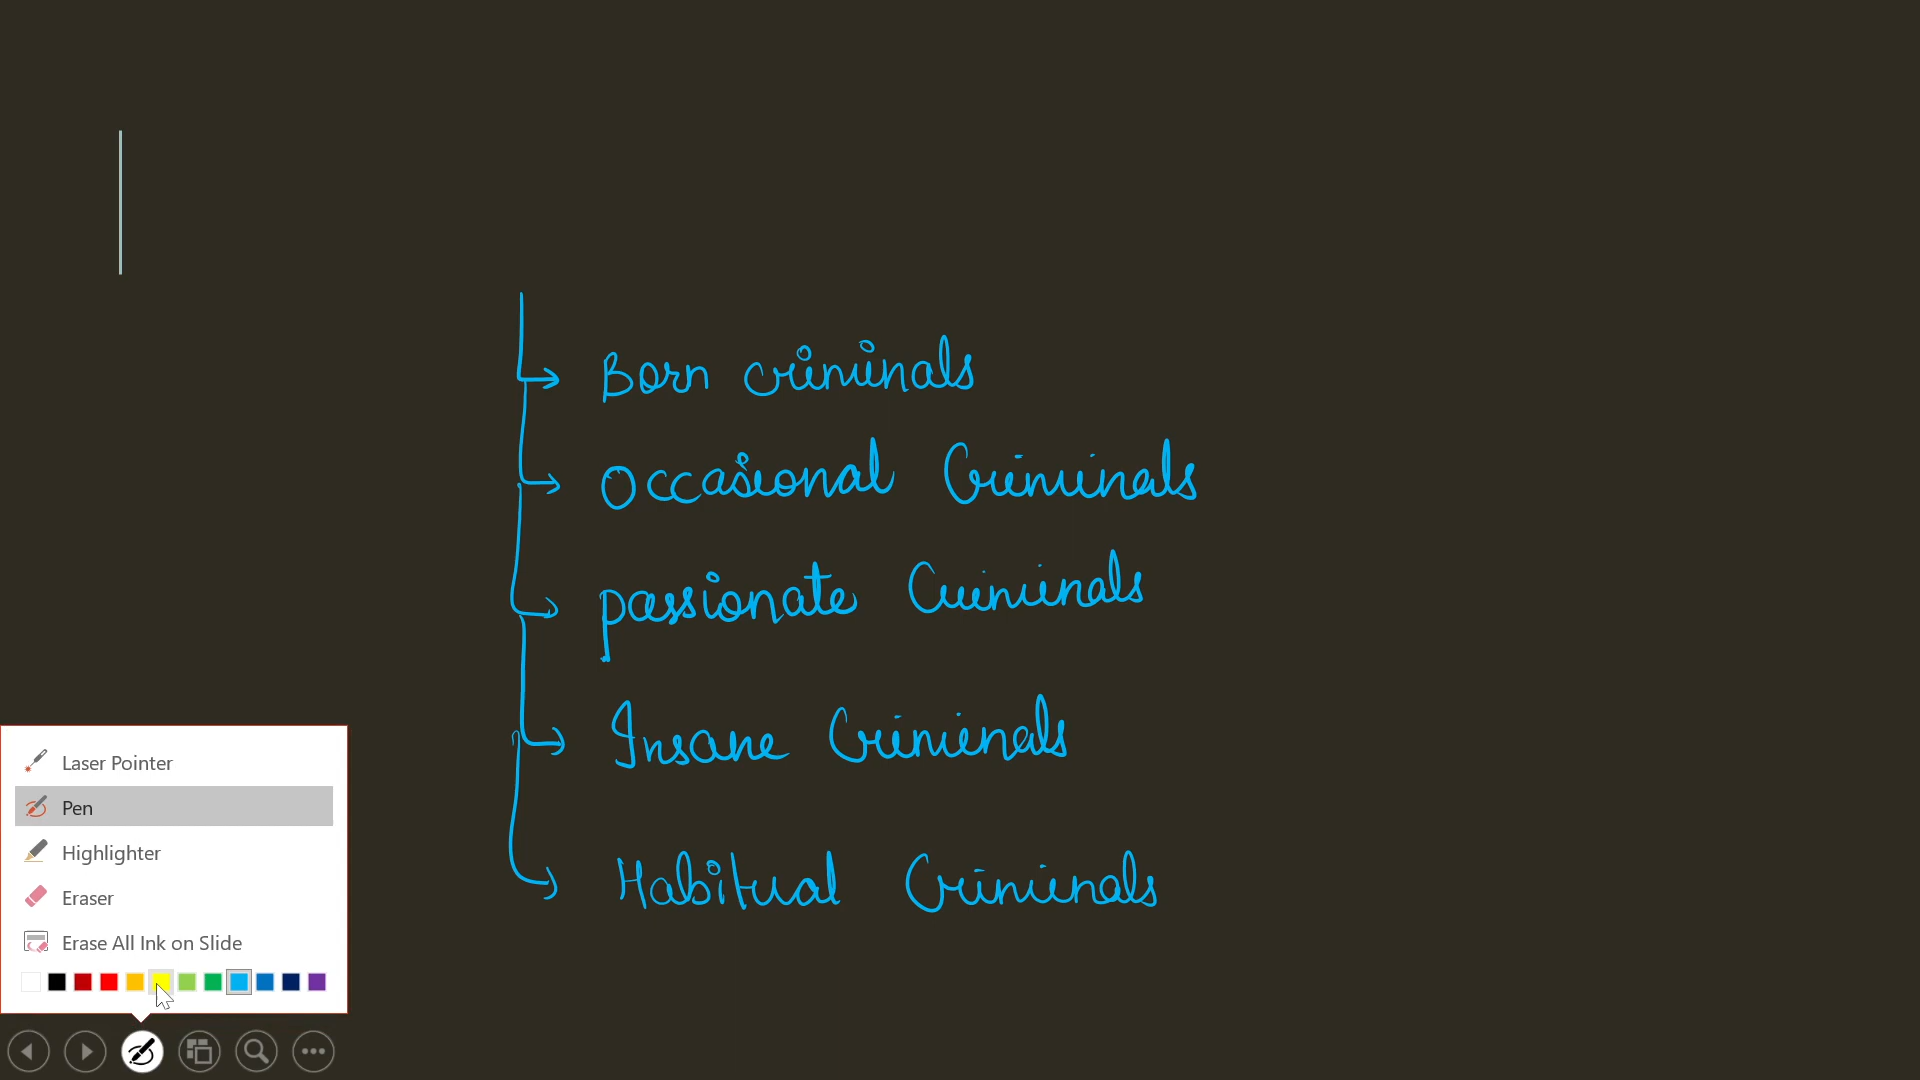 Born criminals
Occasional Criminals
passionate Criminals
Insane Criminals
Habitual Criminals
Laser Pointer
Pen
Highlighter
Eraser
Erase All Ink on Slide